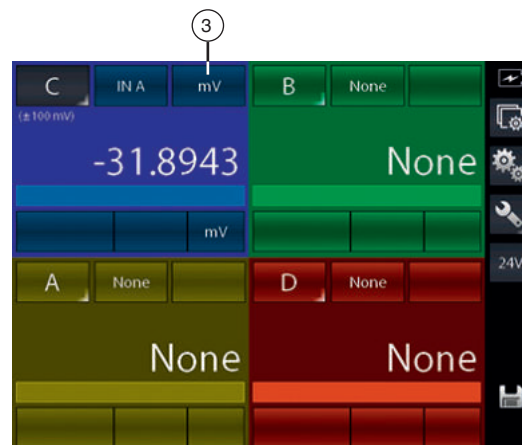 3
C IN A mV B None
(±100 mV)
-31.8943 None
mV
24V
A None D None
None None